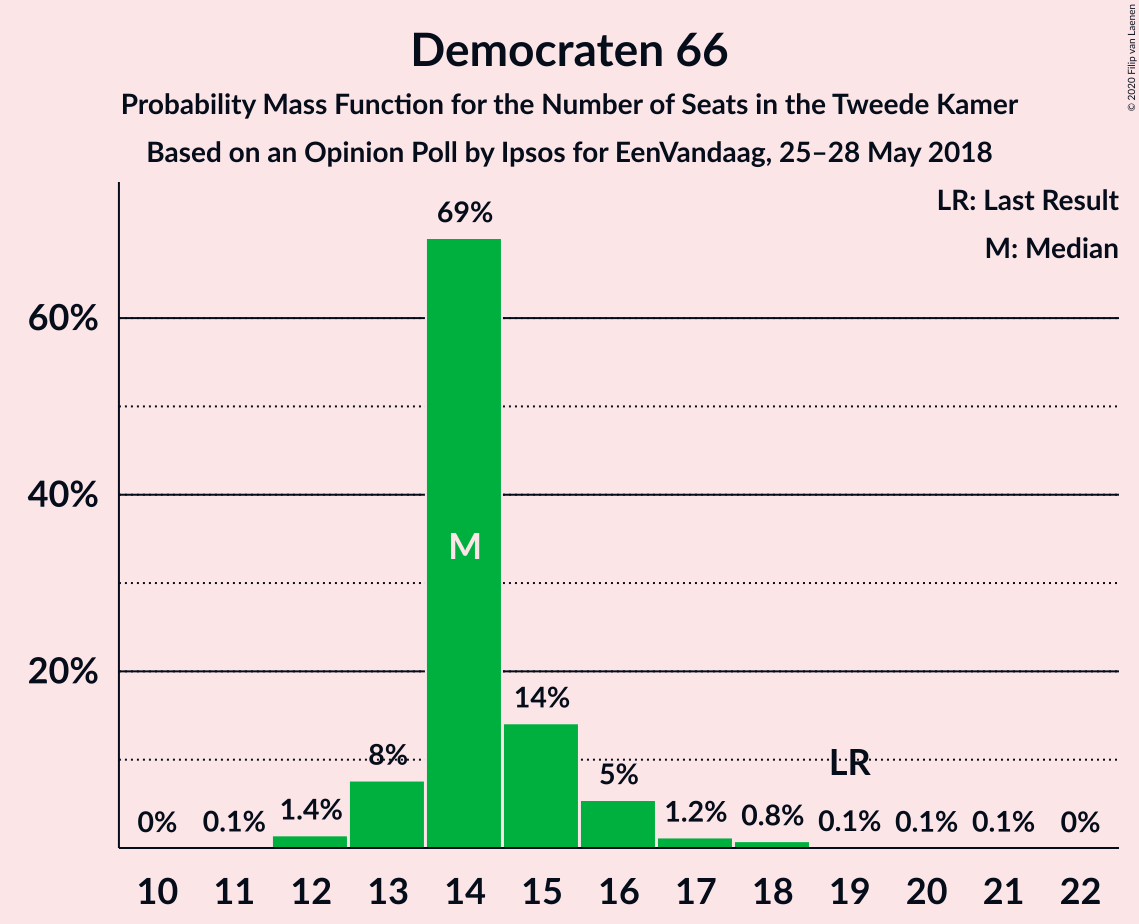 Democraten 66
Probability Mass Function for the Number of Seats in the Tweede Kamer
Based on an Opinion Poll by Ipsos for EenVandaag, 25–28 May 2018
© 2020 Filip van Laenen
LR: Last Result
M: Median
60%
40%
20%
0%
0.1%
1.4%
8%
69%
M
14%
5%
1.2%
0.8%
LR
0.1%
0.1%
0.1%
0%
10 11 12 13 14 15 16 17 18 19 20 21 22